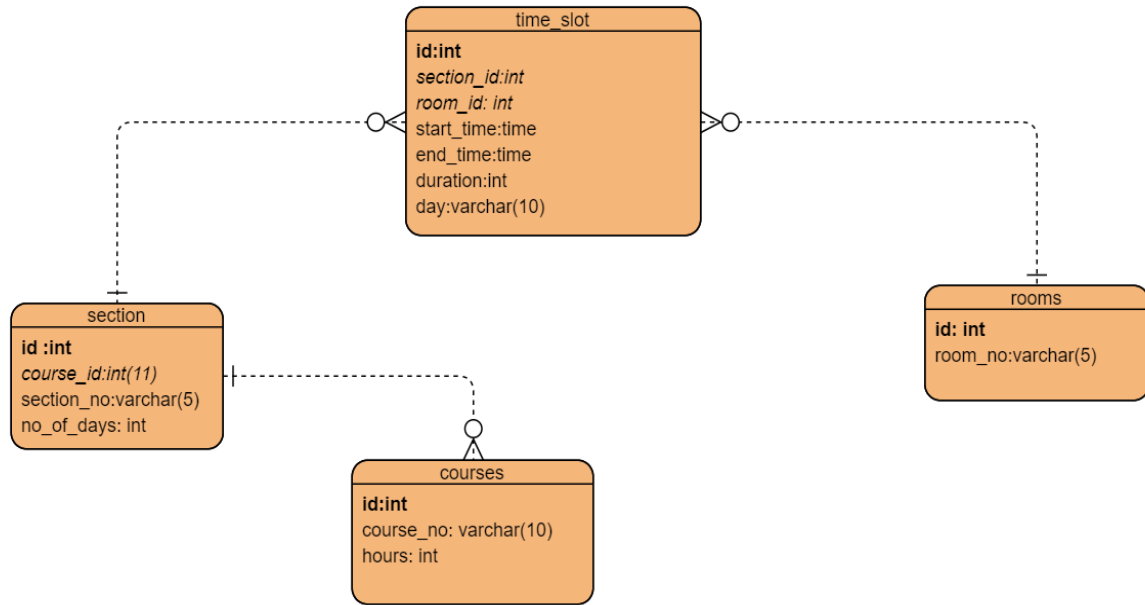 time_slot
id:int
section_id:int
room_id: int
start_time:time
end_time:time
duration:int
day:varchar(10)
section
id :int
course_id:int(11)
section_no:varchar(5)
no_of_days: int
rooms
id: int
room_no:varchar(5)
courses
id:int
course_no: varchar(10)
hours: int